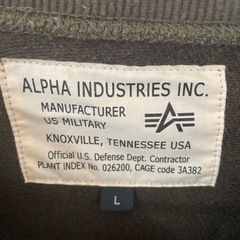 ALPHA INDUSTRIES INC.
MANUFACTURER
US MILITARY
KNOXVILLE, TENNESSEE USA
Official U.S. Defense Dept. Contractor
PLANT INDEX No. 026200, CAGE code 3A382
L